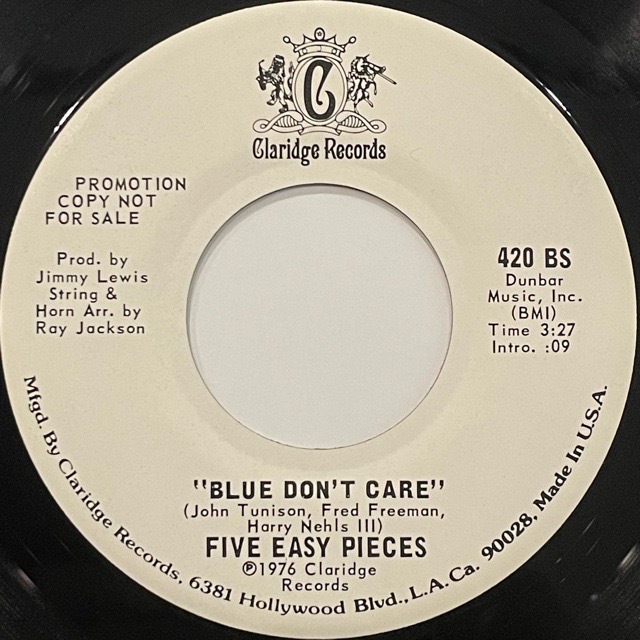 C
Claridge Records
PROMOTION
COPY NOT
FOR SALE
Prod. by
Jimmy Lewis
String &
Horn Arr. by
Ray Jackson
420 BS
Dunbar
Music, Inc.
(BMI)
Time 3:27
Intro. :09
"BLUE DON'T CARE"
(John Tunison, Fred Freeman,
Harry Nehls III)
FIVE EASY PIECES
℗1976 Claridge
Records
Mfgd. By Claridge Records, 6381 Hollywood Blvd., L.A. Ca. 90028, Made In U.S.A.